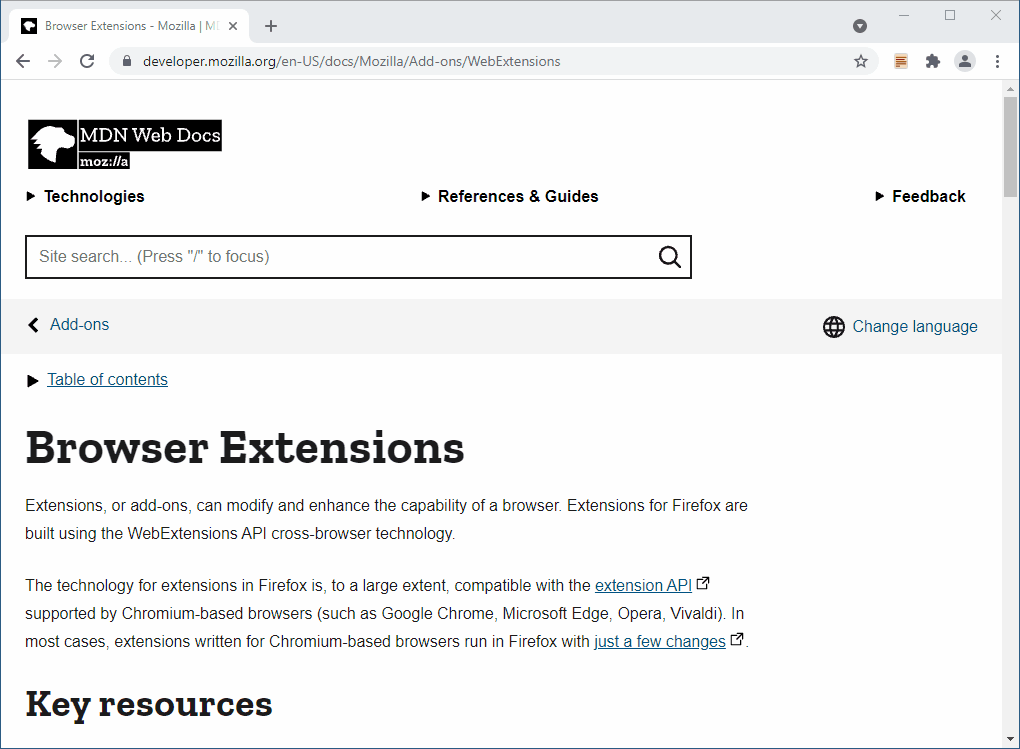 Browser Extensions - Mozilla | M
developer.mozilla.org/en-US/docs/Mozilla/Add-ons/WebExtensions
MDN Web Docs
moz://a
Technologies
References & Guides
Feedback
Site search... (Press "/" to focus)
Add-ons
Change language
Table of contents
Browser Extensions
Extensions, or add-ons, can modify and enhance the capability of a browser. Extensions for Firefox are
built using the WebExtensions API cross-browser technology.
The technology for extensions in Firefox is, to a large extent, compatible with the extension API
supported by Chromium-based browsers (such as Google Chrome, Microsoft Edge, Opera, Vivaldi). In
most cases, extensions written for Chromium-based browsers run in Firefox with just a few changes.
Key resources